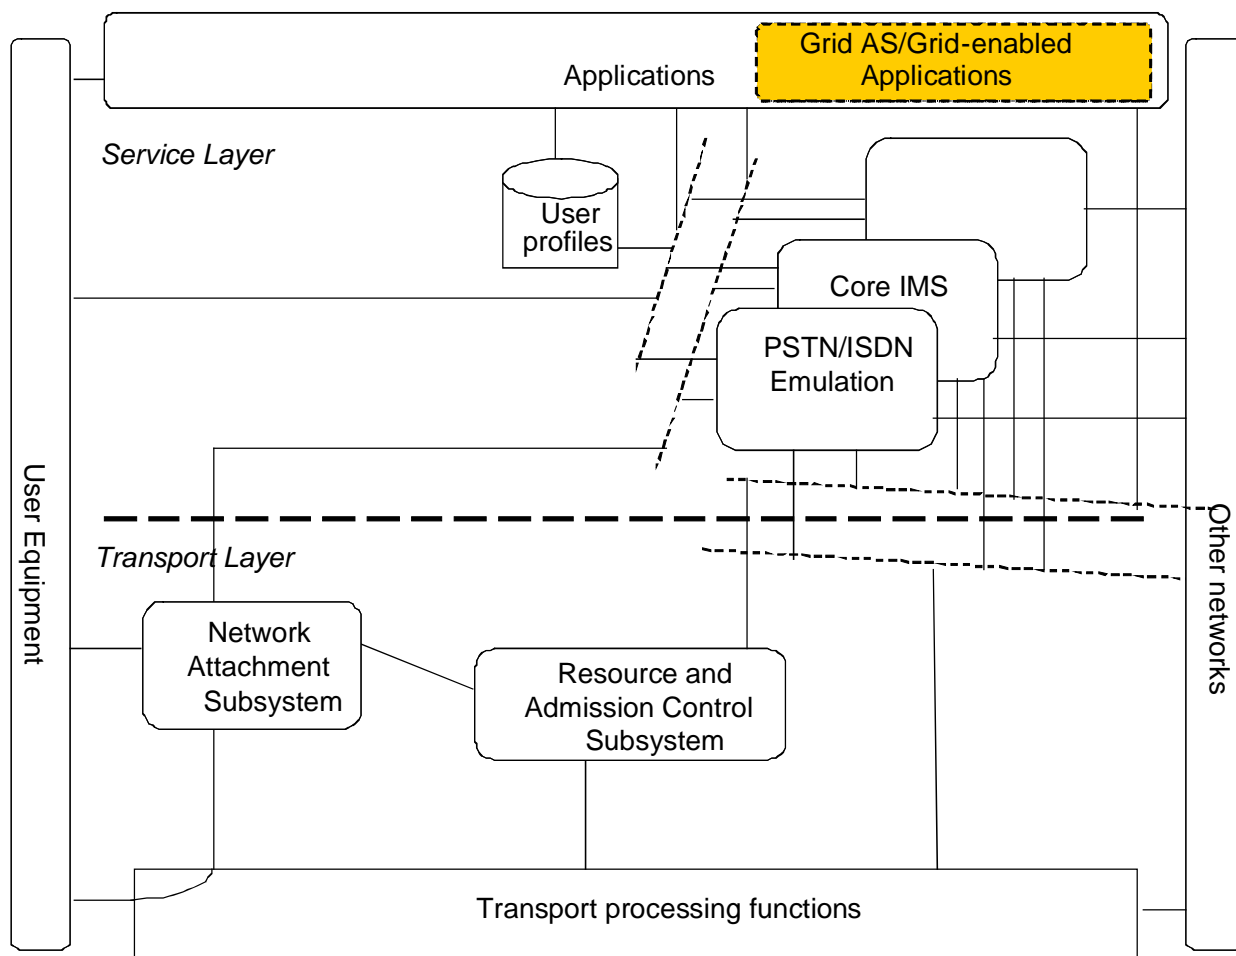 Grid AS/Grid-enabled
Applications
Applications
Service Layer
User
profiles
Core IMS
PSTN/ISDN
Emulation
User Equipment
Other networks
Transport Layer
Network
Attachment
Subsystem
Resource and
Admission Control
Subsystem
Transport processing functions